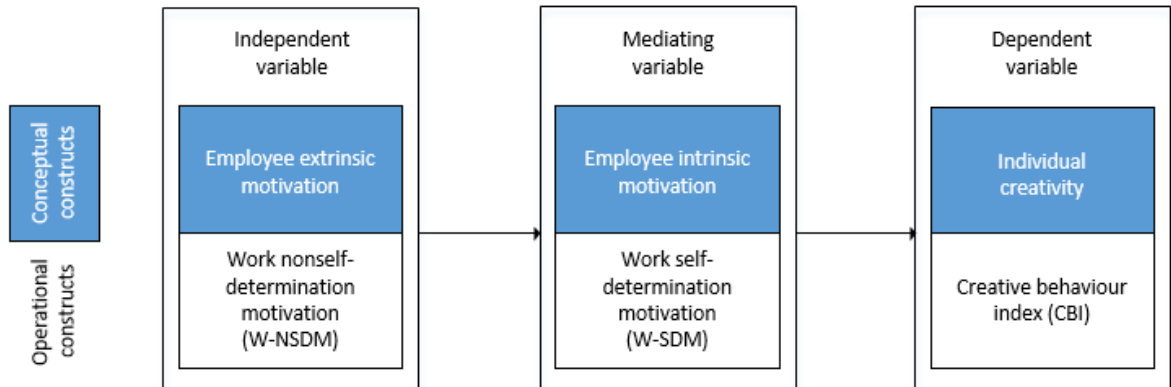 Conceptual
constructs
Operational
constructs
Independent
variable
Employee extrinsic
motivation
Work nonself-
determination
motivation
(W-NSDM)
Mediating
variable
Employee intrinsic
motivation
Work self-
determination
motivation
(W-SDM)
Dependent
variable
Individual
creativity
Creative behaviour
index (CBI)